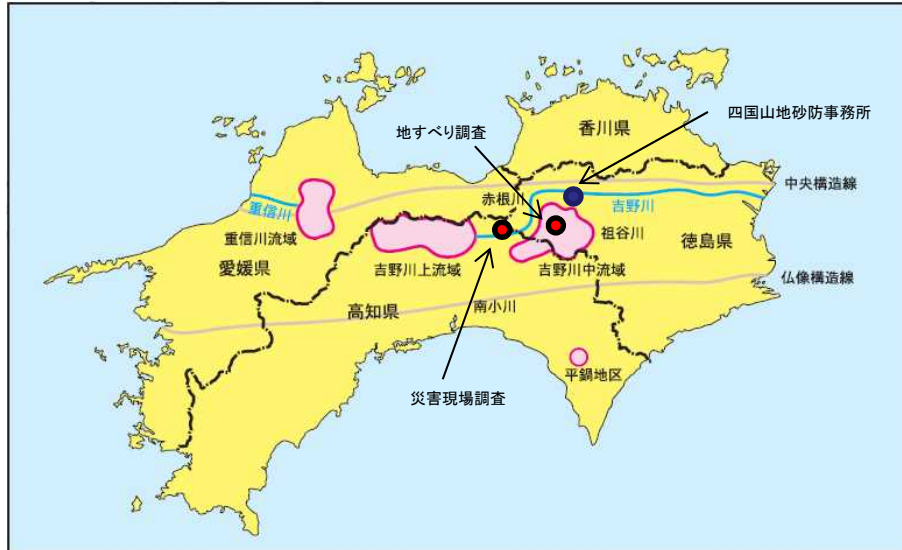 四国山地砂防事務所
香川県
地すべり調査
中央構造線
赤根川
吉野川
重信川
祖谷川
徳島県
重信川流域
愛媛県
吉野川上流域
吉野川中流域
仏像構造線
高知県
南小川
平鍋地区
災害現場調査